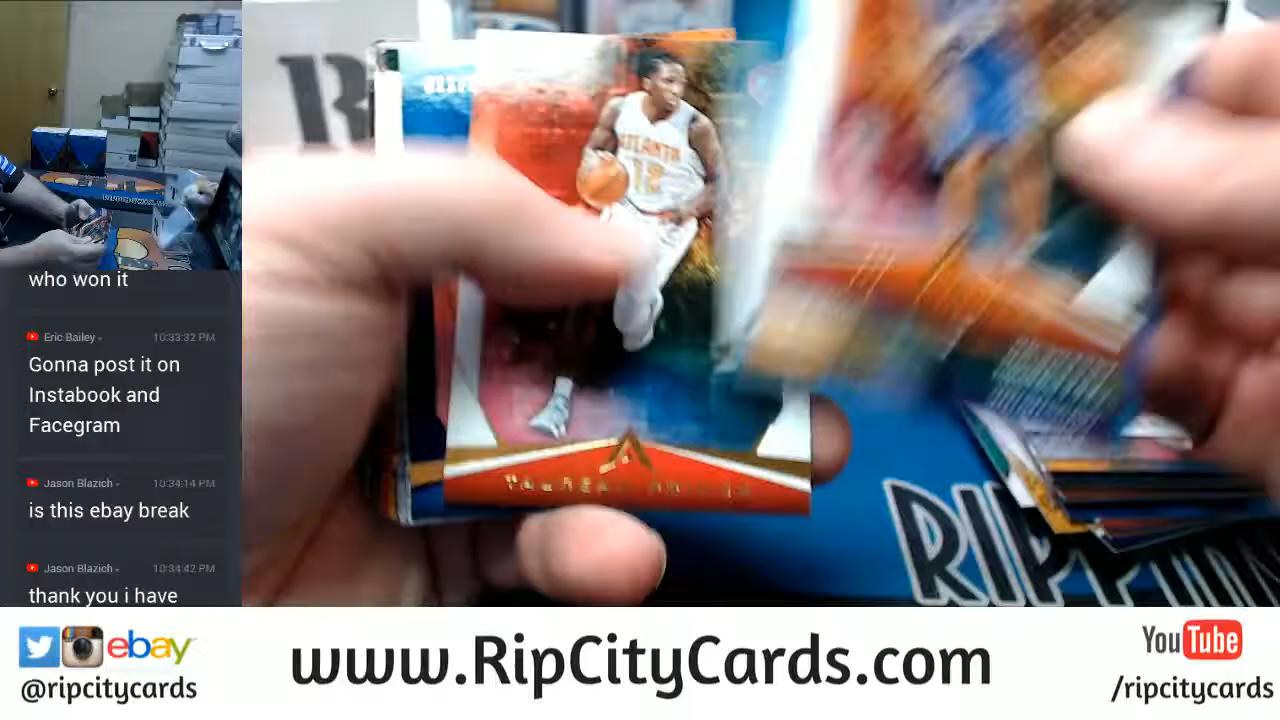 who won it
Eric Bailey 10:33:32 PM
Gonna post it on
Instabook and
Facegram
Jason Blazich 10:34:14 PM
is this ebay break
Jason Blazich 10:34:42 PM
thank you i have
ATLANTA
12
RIPPIN
ebay
@ripcitycards
www.RipCityCards.com
YouTube
/ripcitycards